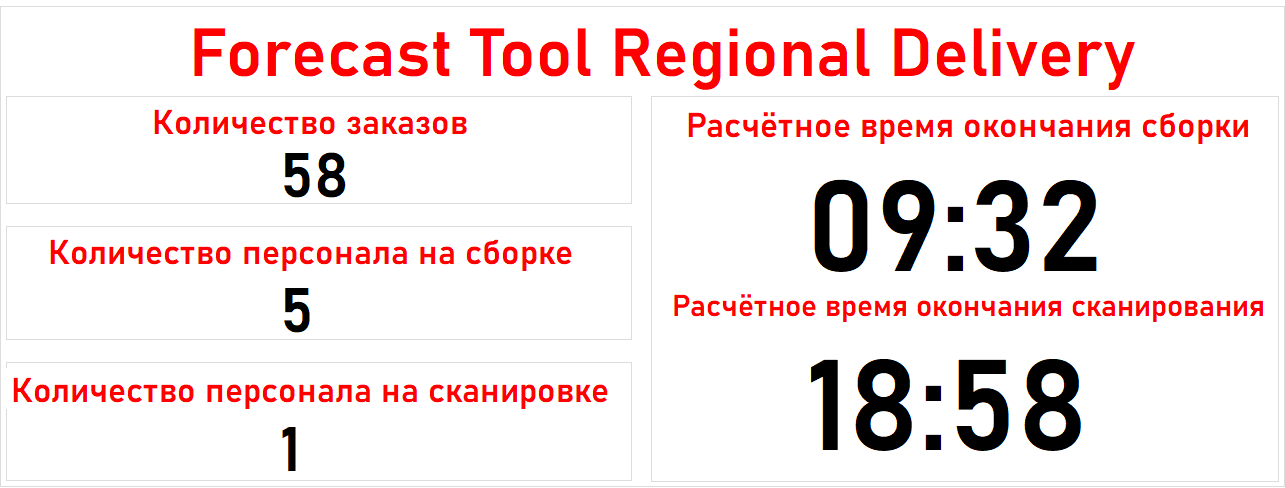 Forecast Tool Regional Delivery
Количество заказов
58
Количество персонала на сборке
5
Количество персонала на сканировке
1
Расчётное время окончания сборки
09:32
Расчётное время окончания сканирования
18:58